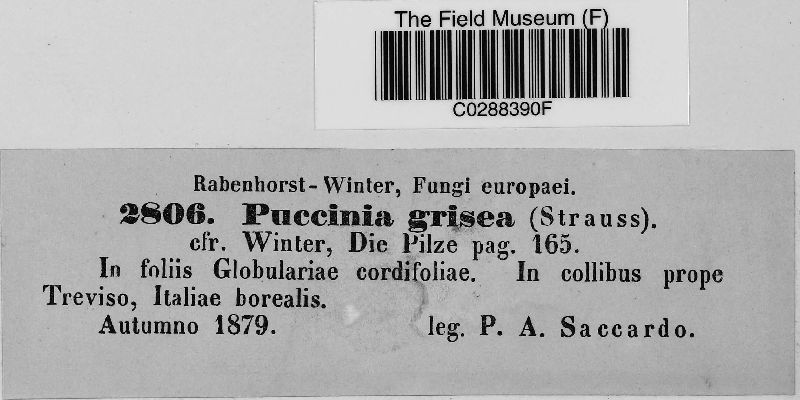 The Field Museum (F)
C0288390F
Rabenhorst-Winter, Fungi europaei.
2806. Puccinia grisea (Strauss).
cfr. Winter, Die Pilze pag. 165.
In foliis Globulariae cordifoliae. In collibus prope
Treviso, Italiae borealis.
Autumno 1879. leg. P. A. Saccardo.